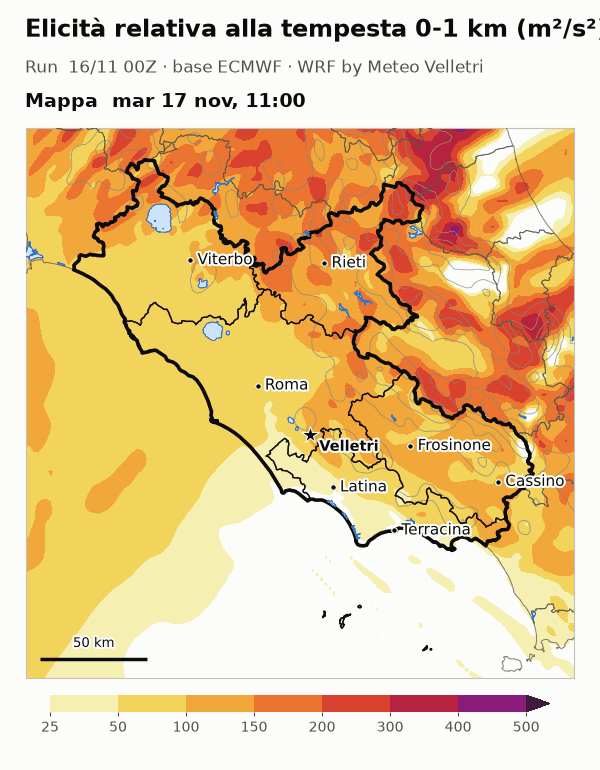 Elicità relativa alla tempesta 0-1 km (m²/s²)
Run  16/11 00Z · base ECMWF · WRF by Meteo Velletri
Mappa  mar 17 nov, 11:00
Viterbo
Rieti
Roma
Velletri
Frosinone
Cassino
Latina
Terracina
50 km
25 50 100 150 200 300 400 500